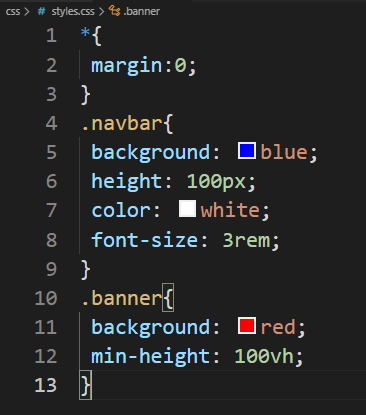 css > # styles.css > .banner
1 *{
2 margin:0;
3 }
4 .navbar{
5 background: blue;
6 height: 100px;
7 color: white;
8 font-size: 3rem;
9 }
10 .banner{
11 background: red;
12 min-height: 100vh;
13 }